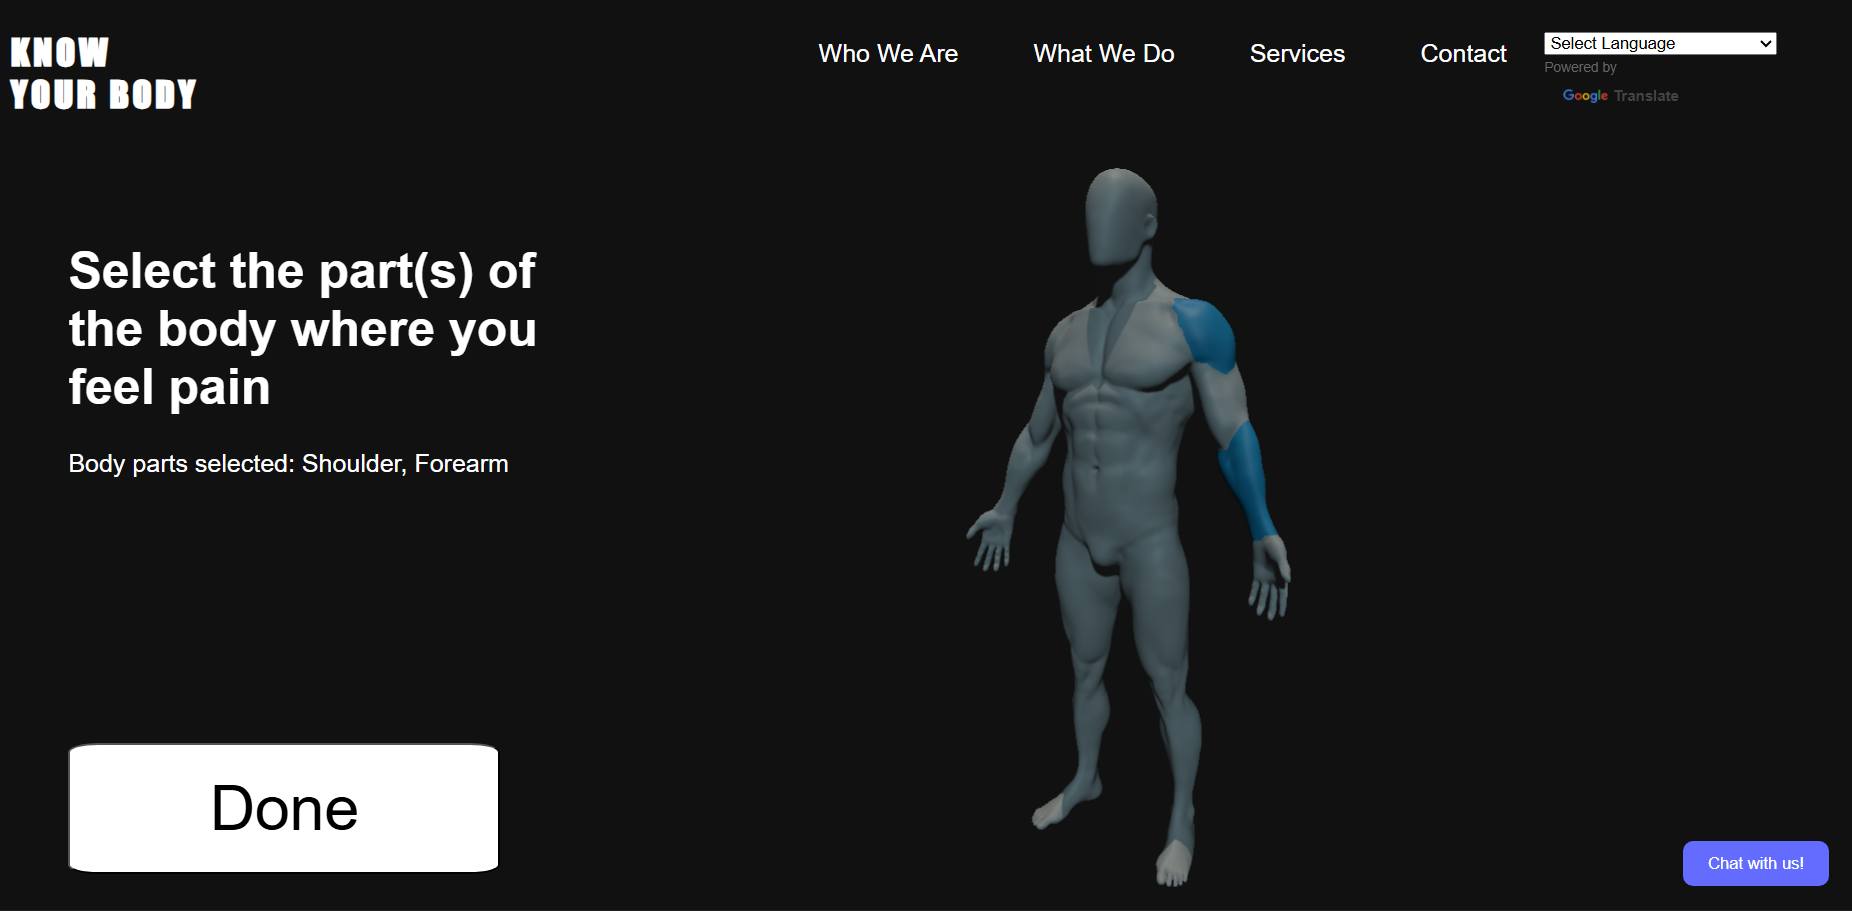 KNOW
YOUR BODY
Who We Are
What We Do
Services
Contact
Select Language
Powered by
Google Translate
Select the part(s) of
the body where you
feel pain
Body parts selected: Shoulder, Forearm
Done
Chat with us!